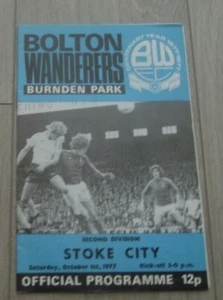 BOLTON
WANDERERS
BURNDEN PARK
BW
SECOND DIVISION
STOKE CITY
Saturday, October 1st, 1977 Kick-off 3-0 p.m.
OFFICIAL PROGRAMME 12p